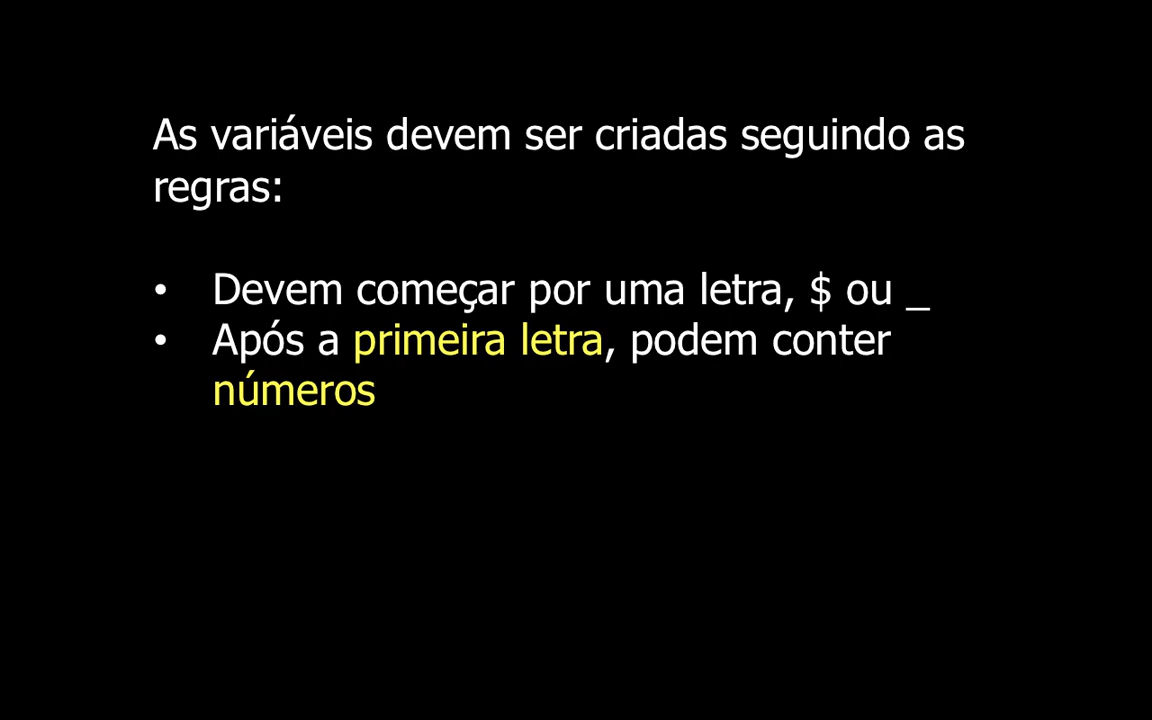 As variáveis devem ser criadas seguindo as
regras:
• Devem começar por uma letra, $ ou _
• Após a primeira letra, podem conter
números